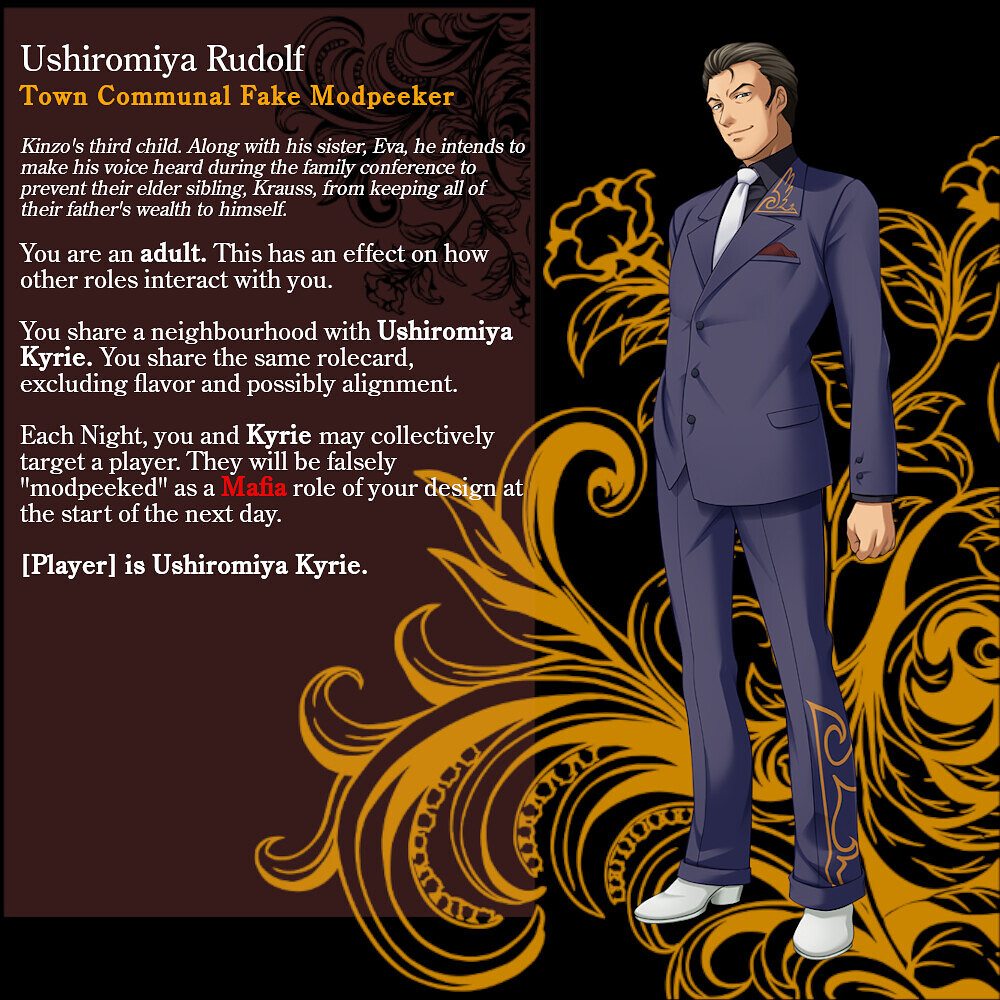 Ushiromiya Rudolf
Town Communal Fake Modpeeker
Kinzo's third child. Along with his sister, Eva, he intends to
make his voice heard during the family conference to
prevent their elder sibling, Krauss, from keeping all of
their father's wealth to himself.
You are an adult. This has an effect on how
other roles interact with you.
You share a neighbourhood with Ushiromiya
Kyrie. You share the same rolecard,
excluding flavor and possibly alignment.
Each Night, you and Kyrie may collectively
target a player. They will be falsely
"modpeeked" as a Mafia role of your design at
the start of the next day.
[Player] is Ushiromiya Kyrie.